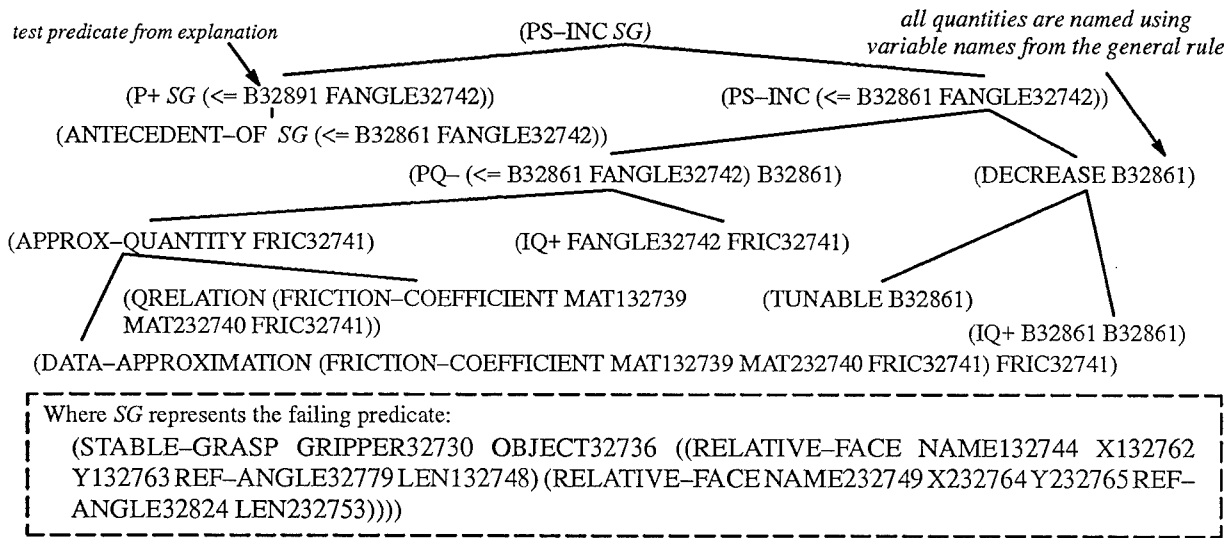 test predicate from explanation
(PS–INC SG)
all quantities are named using
variable names from the general rule
(P+ SG (<= B32891 FANGLE32742))
(PS–INC (<= B32861 FANGLE32742))
(ANTECEDENT–OF SG (<= B32861 FANGLE32742))
(PQ– (<= B32861 FANGLE32742) B32861)
(DECREASE B32861)
(APPROX–QUANTITY FRIC32741)
(IQ+ FANGLE32742 FRIC32741)
(QRELATION (FRICTION–COEFFICIENT MAT132739
MAT232740 FRIC32741))
(TUNABLE B32861)
(IQ+ B32861 B32861)
(DATA–APPROXIMATION (FRICTION–COEFFICIENT MAT132739 MAT232740 FRIC32741) FRIC32741)
Where SG represents the failing predicate:
(STABLE–GRASP GRIPPER32730 OBJECT32736 ((RELATIVE–FACE NAME132744 X132762
Y132763 REF–ANGLE32779 LEN132748) (RELATIVE–FACE NAME232749 X232764 Y232765 REF–
ANGLE32824 LEN232753))))